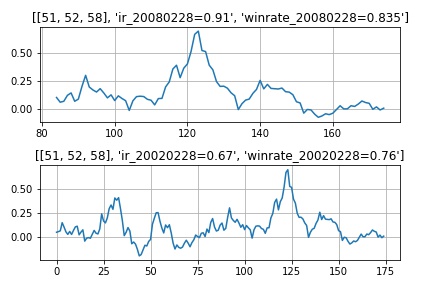 [[51, 52, 58], 'ir_20080228=0.91', 'winrate_20080228=0.835']
0.50
0.25
0.00
80 100 120 140 160
[[51, 52, 58], 'ir_20020228=0.67', 'winrate_20020228=0.76']
0.50
0.25
0.00
0 25 50 75 100 125 150 175